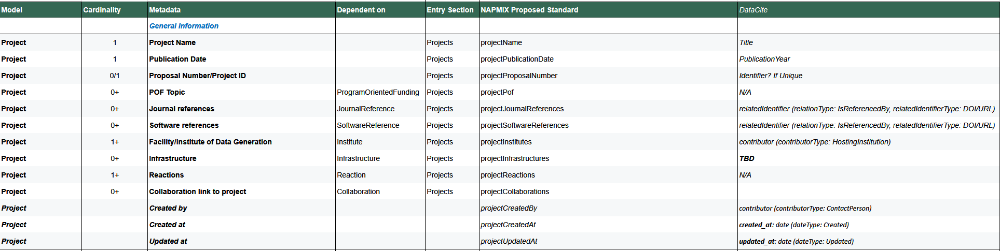 Model Cardinality Metadata Dependent on Entry Section NAPMIX Proposed Standard DataCite
General Information
Project 1 Project Name Projects projectName Title
Project 1 Publication Date Projects projectPublicationDate PublicationYear
Project 0/1 Proposal Number/Project ID Projects projectProposalNumber Identifier? If Unique
Project 0+ POF Topic ProgramOrientedFunding Projects projectPof N/A
Project 0+ Journal references JournalReference Projects projectJournalReferences relatedIdentifier (relationType: IsReferencedBy, relatedIdentifierType: DOI/URL)
Project 0+ Software references SoftwareReference Projects projectSoftwareReferences relatedIdentifier (relationType: IsReferencedBy, relatedIdentifierType: DOI/URL)
Project 1+ Facility/Institute of Data Generation Institute Projects projectInstitutes contributor (contributorType: HostingInstitution)
Project 0+ Infrastructure Infrastructure Projects projectInfrastructures TBD
Project 1+ Reactions Reaction Projects projectReactions N/A
Project 0+ Collaboration link to project Collaboration Projects projectCollaborations
Project Created by projectCreatedBy contributor (contributorType: ContactPerson)
Project Created at projectCreatedAt created_at: date (dateType: Created)
Project Updated at projectUpdatedAt updated_at: date (dateType: Updated)